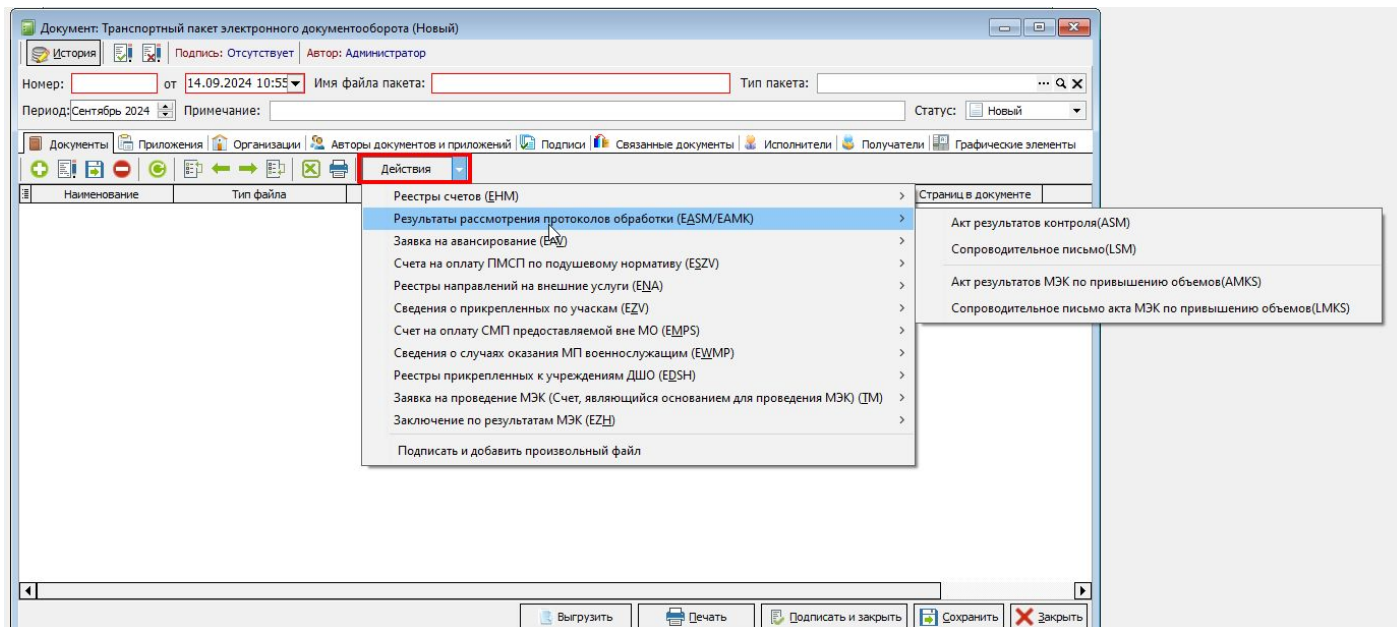 Документ: Транспортный пакет электронного документооборота (Новый)
История Подпись: Отсутствует Автор: Администратор
Номер: от 14.09.2024 10:55 Имя файла пакета: Тип пакета:
Период: Сентябрь 2024 Примечание: Статус: Новый
Документы Приложения Организации Авторы документов и приложений Подписи Связанные документы Исполнители Получатели Графические элементы
Действия
Наименование Тип файла Страниц в документе
Реестры счетов (EHM)
Результаты рассмотрения протоколов обработки (EASM/EAMK)
Заявка на авансирование (EAV)
Счета на оплату ПМСП по подушевому нормативу (ESZV)
Реестры направлений на внешние услуги (ENA)
Сведения о прикрепленных по учаскам (EZV)
Счет на оплату СМП предоставляемой вне МО (EMPS)
Сведения о случаях оказания МП военнослужащим (EWMP)
Реестры прикрепленных к учреждениям ДШО (EDSH)
Заявка на проведение МЭК (Счет, являющийся основанием для проведения МЭК) (TM)
Заключение по результатам МЭК (EZH)
Подписать и добавить произвольный файл
Акт результатов контроля(ASM)
Сопроводительное письмо(LSM)
Акт результатов МЭК по привышению объемов(AMKS)
Сопроводительное письмо акта МЭК по привышению объемов(LMKS)
Выгрузить Печать Подписать и закрыть Сохранить Закрыть